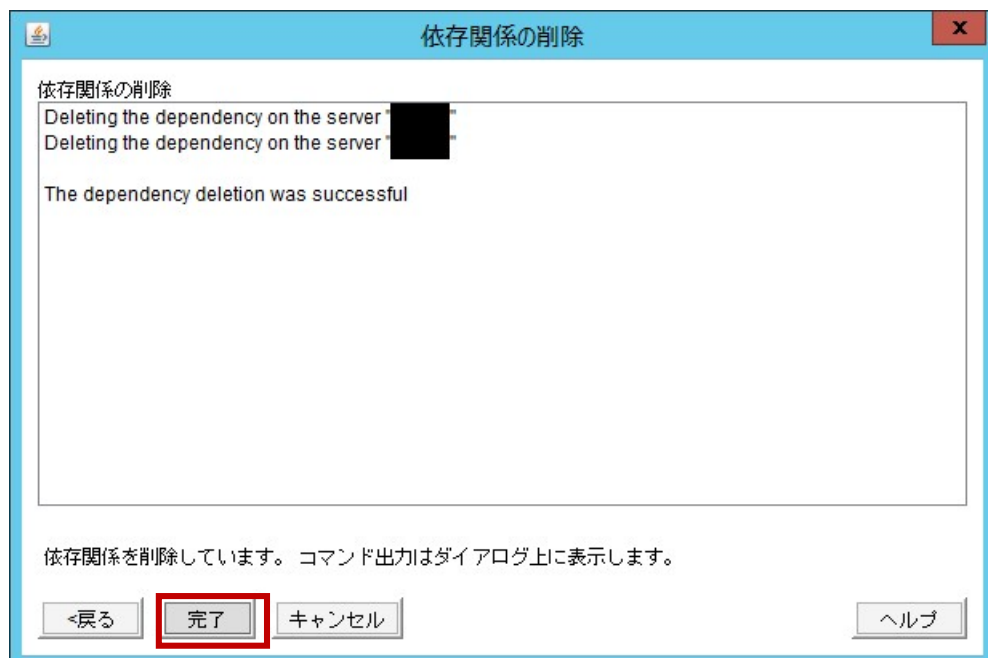 依存関係の削除
x
依存関係の削除
Deleting the dependency on the server "        "
Deleting the dependency on the server "        "
The dependency deletion was successful
依存関係を削除しています。 コマンド出力はダイアログ上に表示します。
<戻る 完了 キャンセル ヘルプ